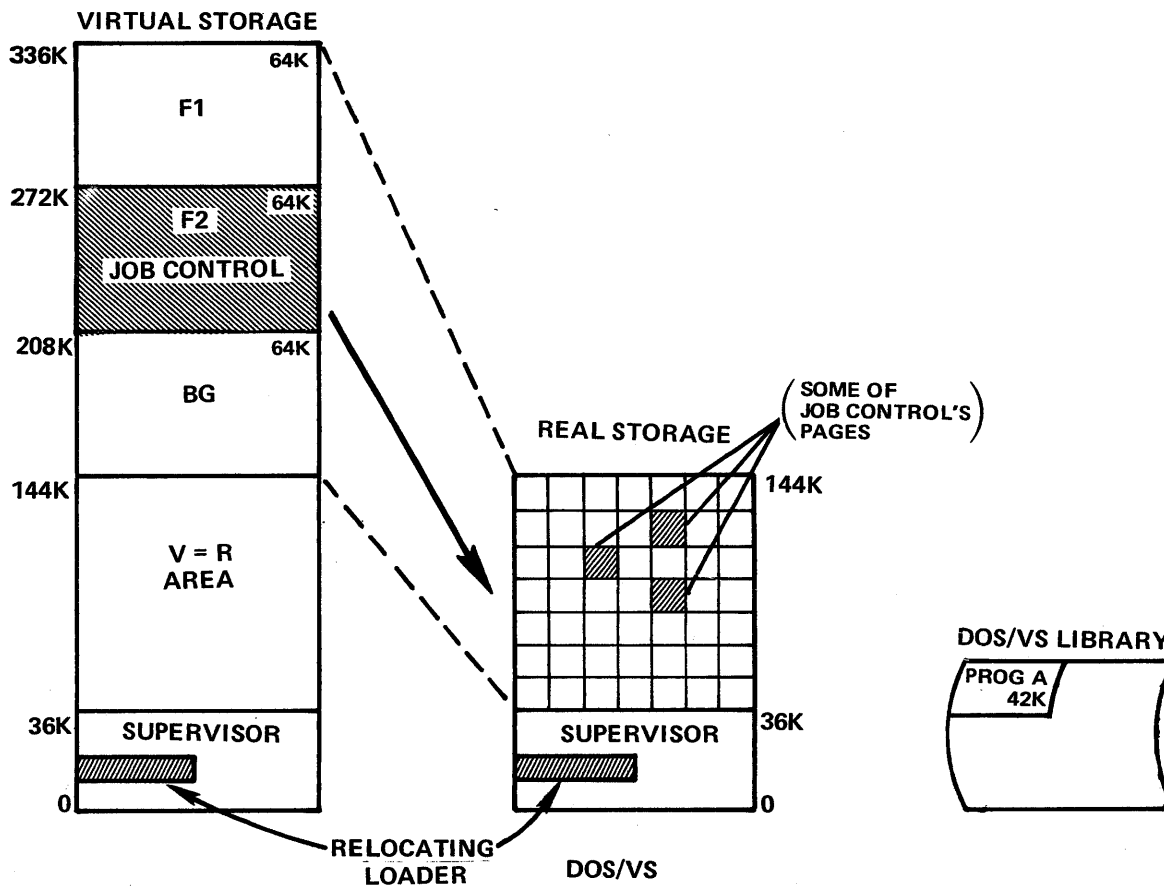 VIRTUAL STORAGE
336K
64K
F1
272K
64K
F2
JOB CONTROL
208K
64K
BG
144K
V = R
AREA
36K
SUPERVISOR
0
RELOCATING
LOADER
REAL STORAGE
(SOME OF
JOB CONTROL'S
PAGES)
144K
36K
SUPERVISOR
0
DOS/VS
DOS/VS LIBRARY
PROG A
42K